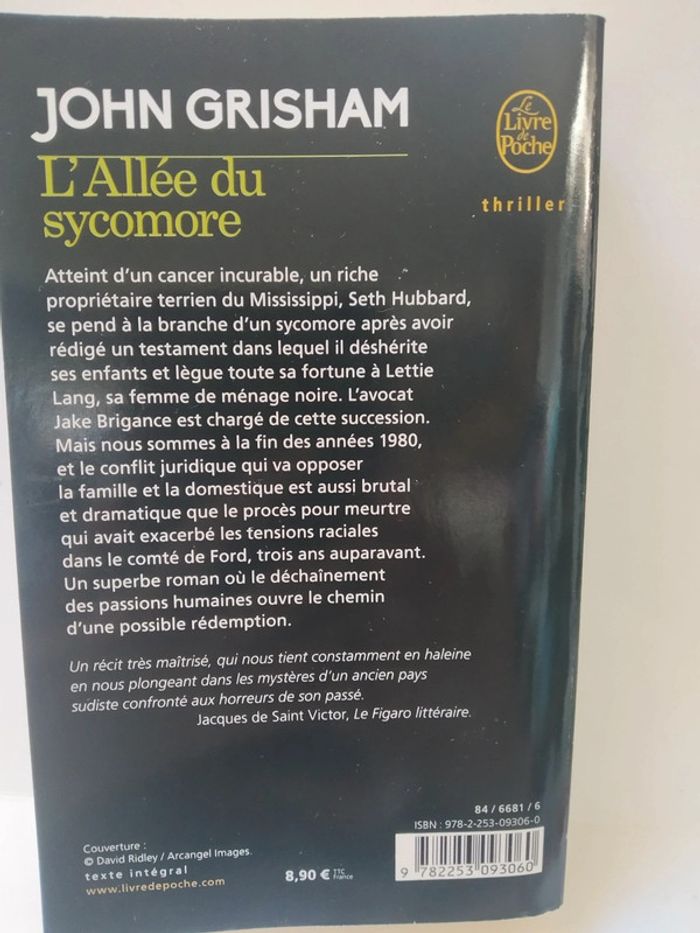 JOHN GRISHAM
Le
Livre
de
Poche
thriller
L'Allée du
sycomore
Atteint d'un cancer incurable, un riche
propriétaire terrien du Mississippi, Seth Hubbard,
se pend à la branche d'un sycomore après avoir
rédigé un testament dans lequel il déshérite
ses enfants et lègue toute sa fortune à Lettie
Lang, sa femme de ménage noire. L'avocat
Jake Brigance est chargé de cette succession.
Mais nous sommes à la fin des années 1980,
et le conflit juridique qui va opposer
la famille et la domestique est aussi brutal
et dramatique que le procès pour meurtre
qui avait exacerbé les tensions raciales
dans le comté de Ford, trois ans auparavant.
Un superbe roman où le déchaînement
des passions humaines ouvre le chemin
d'une possible rédemption.
Un récit très maîtrisé, qui nous tient constamment en haleine
en nous plongeant dans les mystères d'un ancien pays
sudiste confronté aux horreurs de son passé.
Jacques de Saint Victor, Le Figaro littéraire.
84 / 6681 / 6
ISBN : 978-2-253-09306-0
Couverture :
© David Ridley / Arcangel Images.
texte intégral
www.livredepoche.com
8,90 € TTC
France
9 782253 093060